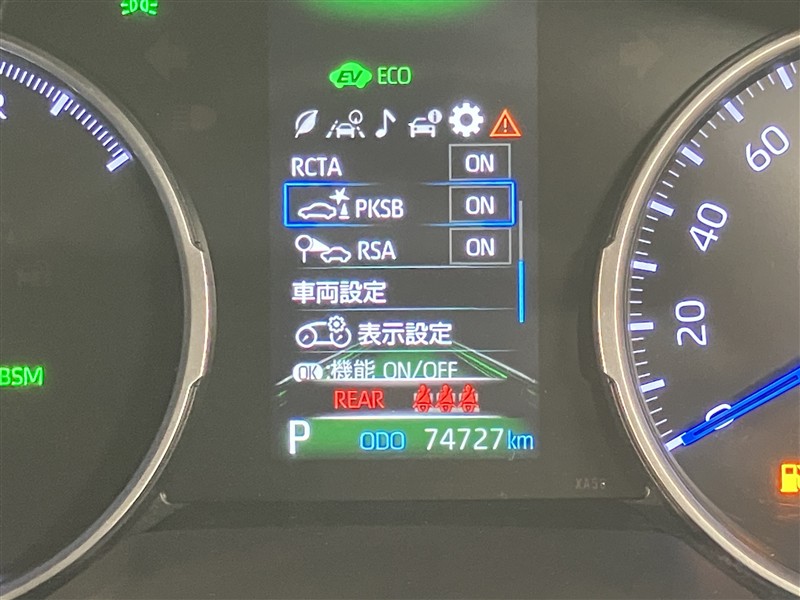 EV ECO
RCTA ON
PKSB ON
RSA ON
車両設定
表示設定
OK 機能 ON/OFF
REAR
P ODO 74727 km
BSM
60
40
20
0